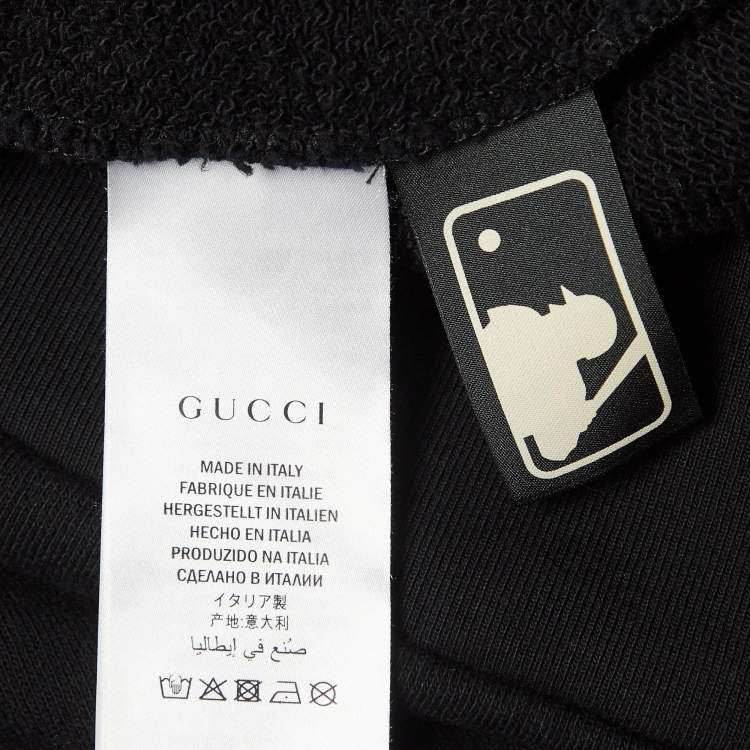 GUCCI
MADE IN ITALY
FABRIQUE EN ITALIE
HERGESTELLT IN ITALIEN
HECHO EN ITALIA
PRODUZIDO NA ITALIA
СДЕЛАНО В ИТАЛИИ
イタリア製
产地:意大利
صُنع في إيطاليا